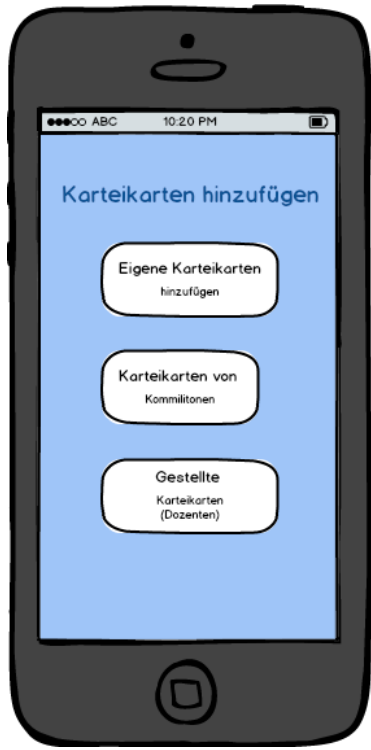 ABC 10:20 PM
Karteikarten hinzufügen
Eigene Karteikarten
hinzufügen
Karteikarten von
Kommilitonen
Gestellte
Karteikarten
(Dozenten)